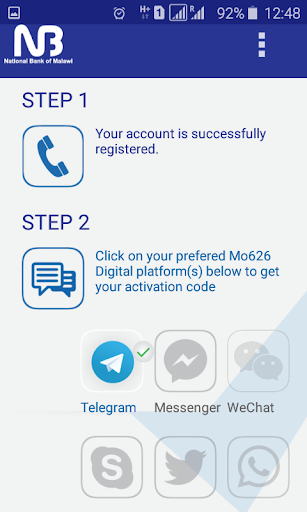 H+ 1 R 92% 12:48
NB
National Bank of Malawi
STEP 1
Your account is successfully
registered.
STEP 2
Click on your prefered Mo626
Digital platform(s) below to get
your activation code
Telegram Messenger WeChat